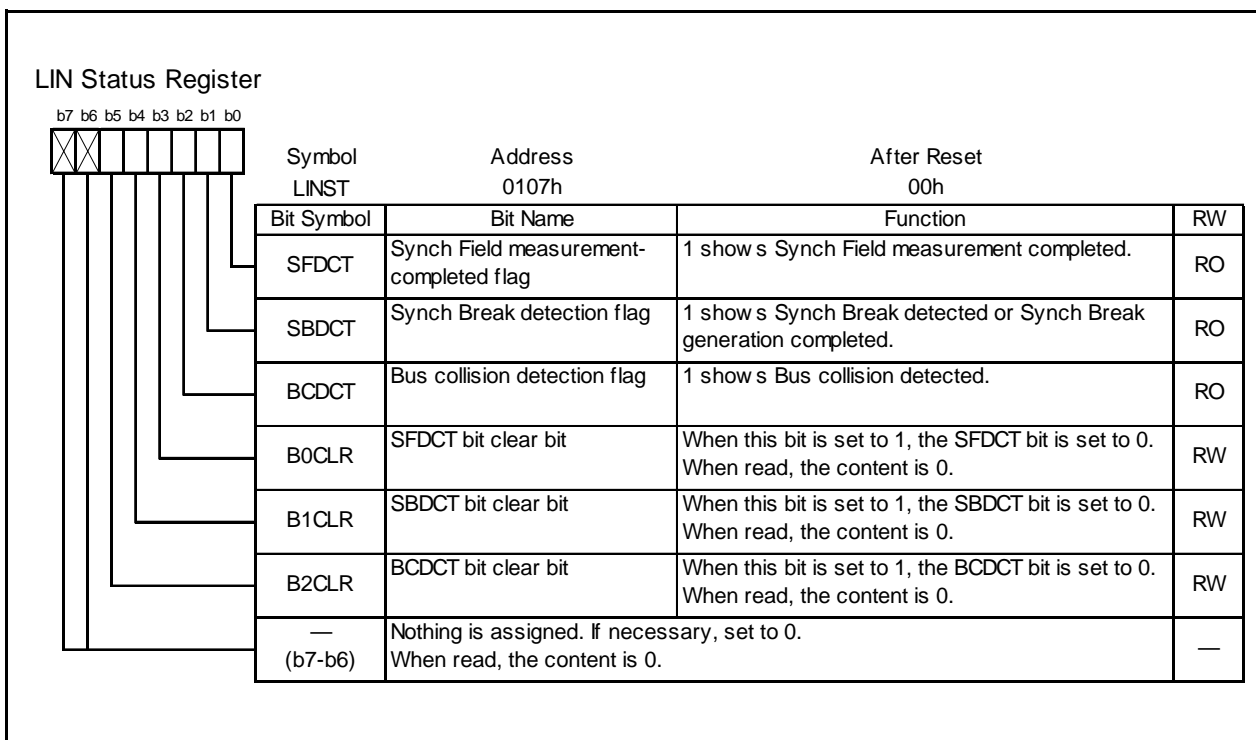 LIN Status Register
b7 b6 b5 b4 b3 b2 b1 b0
Symbol Address After Reset
LINST 0107h 00h
Bit Symbol Bit Name Function RW
SFDCT Synch Field measurement-completed flag 1 shows Synch Field measurement completed. RO
SBDCT Synch Break detection flag 1 shows Synch Break detected or Synch Break generation completed. RO
BCDCT Bus collision detection flag 1 shows Bus collision detected. RO
B0CLR SFDCT bit clear bit When this bit is set to 1, the SFDCT bit is set to 0. When read, the content is 0. RW
B1CLR SBDCT bit clear bit When this bit is set to 1, the SBDCT bit is set to 0. When read, the content is 0. RW
B2CLR BCDCT bit clear bit When this bit is set to 1, the BCDCT bit is set to 0. When read, the content is 0. RW
— (b7-b6) Nothing is assigned. If necessary, set to 0. When read, the content is 0. —